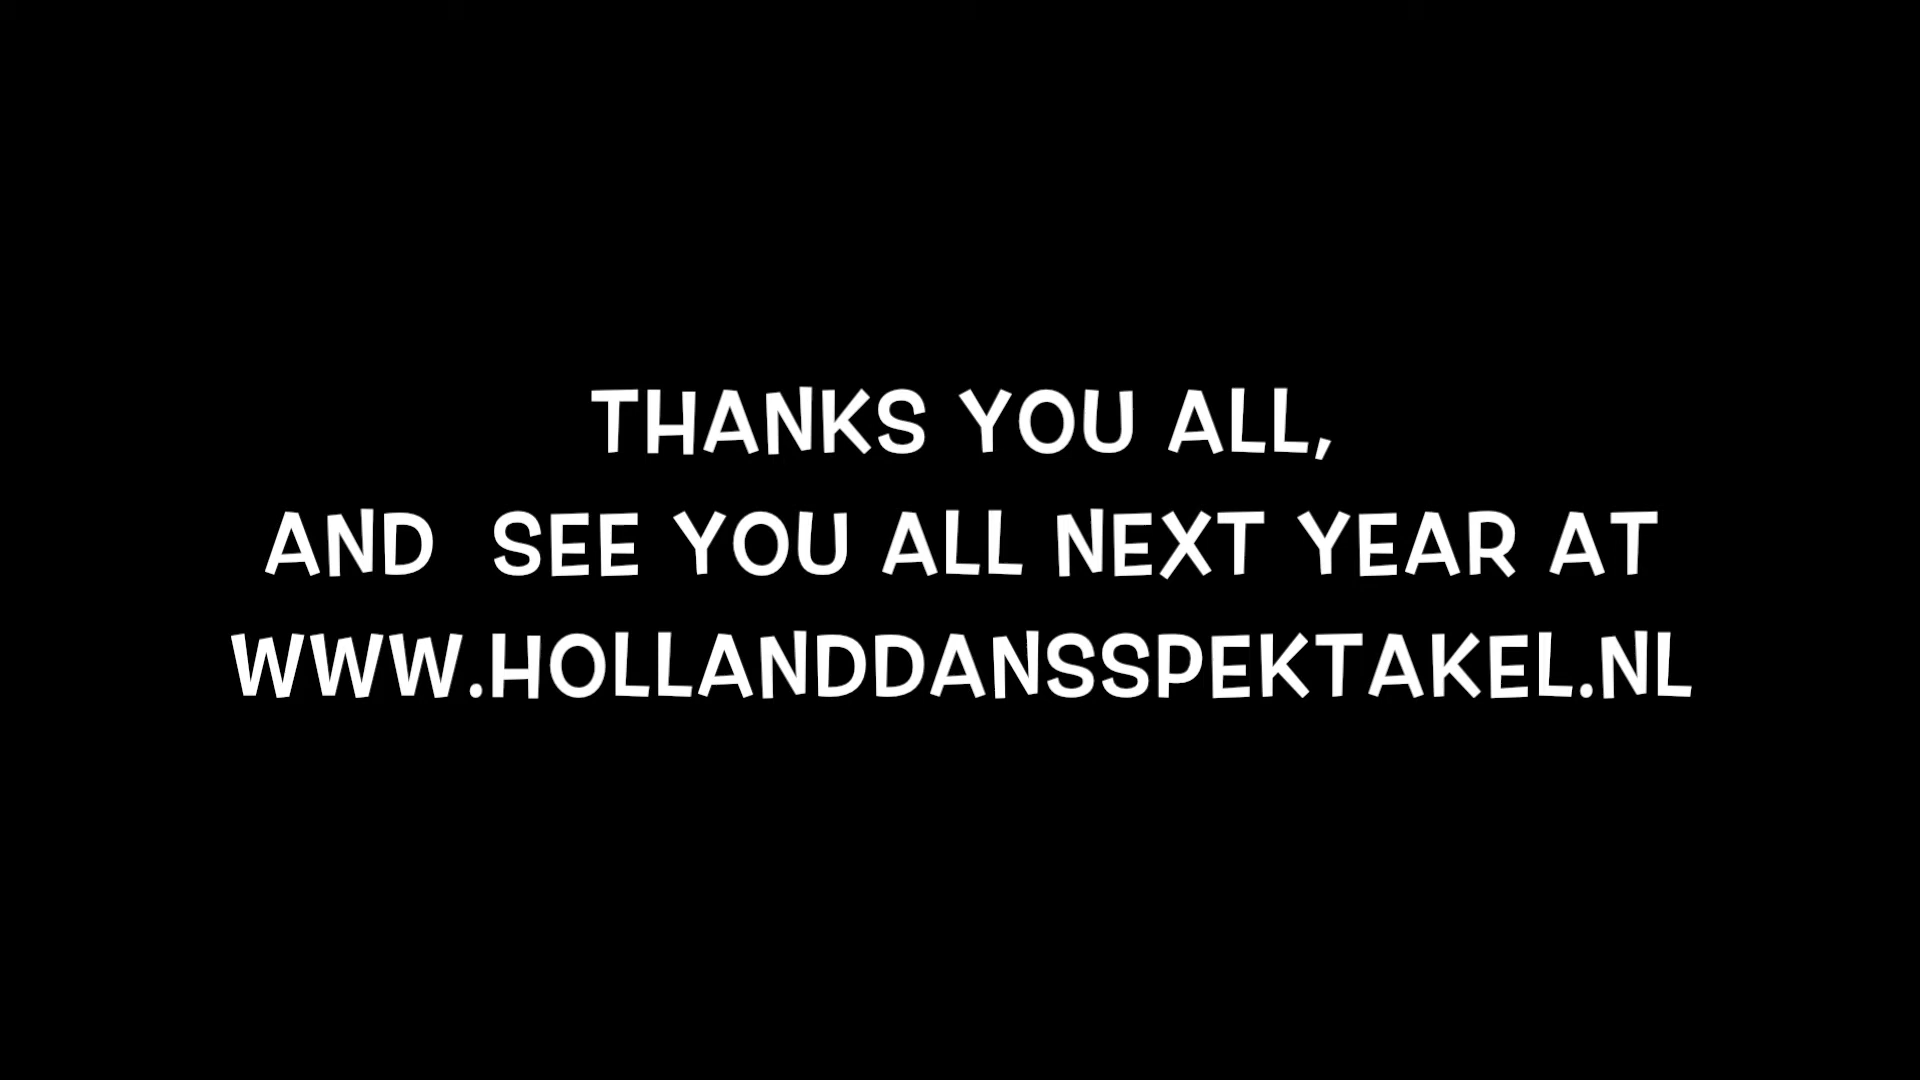 THANKS YOU ALL,
AND  SEE YOU ALL NEXT YEAR AT
WWW.HOLLANDDANSSPEKTAKEL.NL